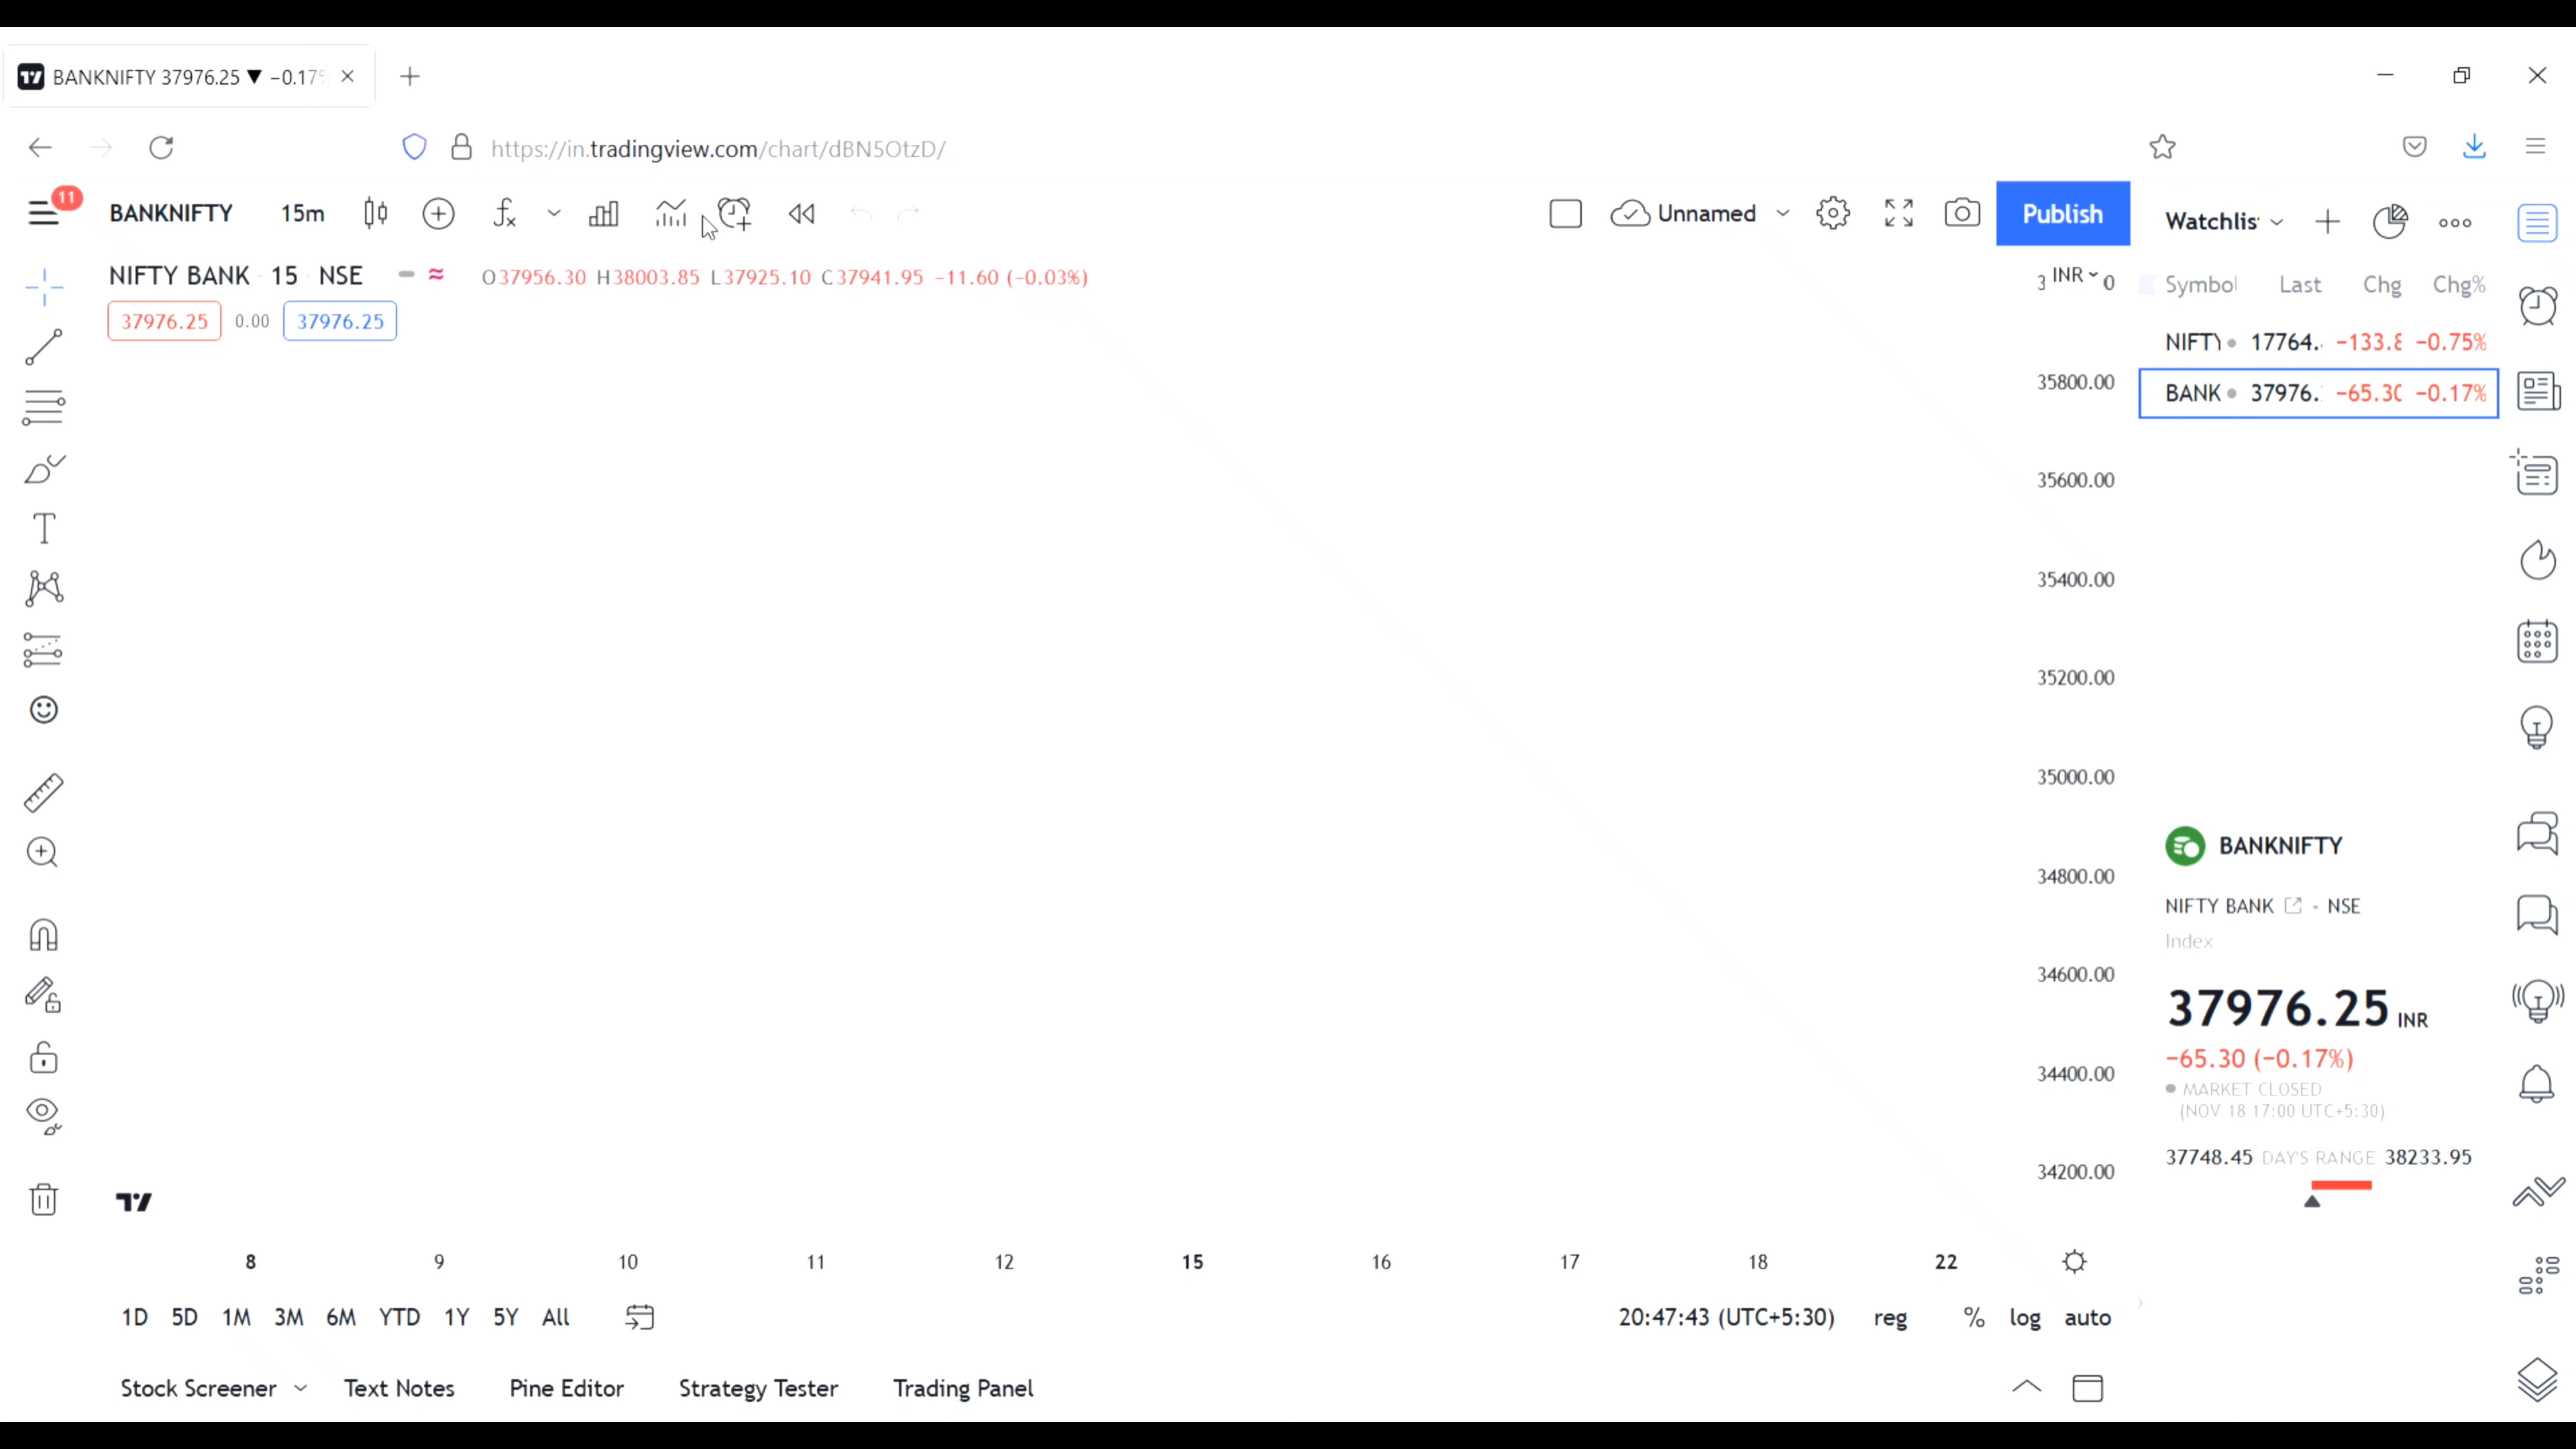 BANKNIFTY 37976.25 ▼ −0.17%
https://in.tradingview.com/chart/dBN5OtzD/
11
BANKNIFTY 15m
Unnamed
Publish
Watchlis
NIFTY BANK · 15 · NSE
O37956.30 H38003.85 L37925.10 C37941.95 −11.60 (−0.03%)
37976.25 0.00 37976.25
INR
Symbol Last Chg Chg%
NIFTY 17764. −133.8 −0.75%
BANK 37976. −65.30 −0.17%
35800.00
35600.00
35400.00
35200.00
35000.00
34800.00
34600.00
34400.00
34200.00
BANKNIFTY
NIFTY BANK - NSE
Index
37976.25 INR
−65.30 (−0.17%)
MARKET CLOSED
(NOV 18 17:00 UTC+5:30)
37748.45 DAY'S RANGE 38233.95
8 9 10 11 12 15 16 17 18 22
1D 5D 1M 3M 6M YTD 1Y 5Y All
20:47:43 (UTC+5:30) reg % log auto
Stock Screener Text Notes Pine Editor Strategy Tester Trading Panel